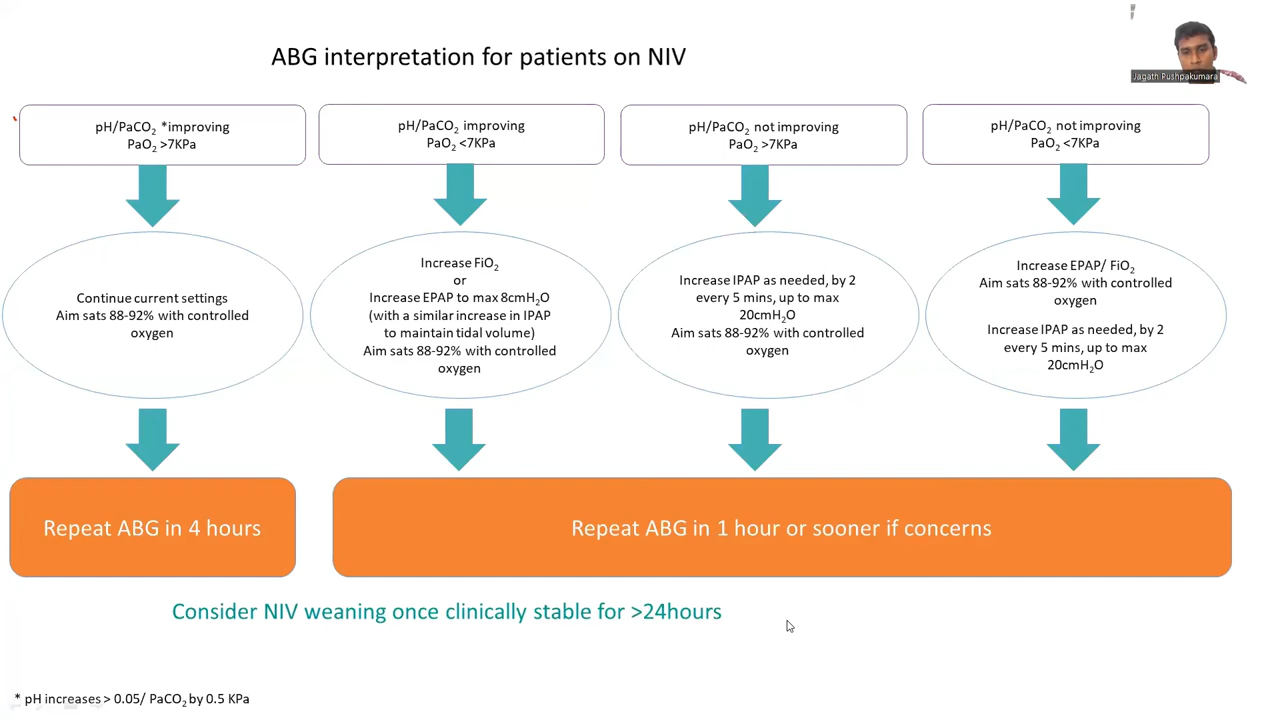 ABG interpretation for patients on NIV
Jagath Pushpakumara
pH/PaCO₂ *improving
PaO₂ >7KPa
pH/PaCO₂ improving
PaO₂ <7KPa
pH/PaCO₂ not improving
PaO₂ >7KPa
pH/PaCO₂ not improving
PaO₂ <7KPa
Continue current settings
Aim sats 88-92% with controlled
oxygen
Increase FiO₂
or
Increase EPAP to max 8cmH₂O
(with a similar increase in IPAP
to maintain tidal volume)
Aim sats 88-92% with controlled
oxygen
Increase IPAP as needed, by 2
every 5 mins, up to max
20cmH₂O
Aim sats 88-92% with controlled
oxygen
Increase EPAP/ FiO₂
Aim sats 88-92% with controlled
oxygen
Increase IPAP as needed, by 2
every 5 mins, up to max
20cmH₂O
Repeat ABG in 4 hours
Repeat ABG in 1 hour or sooner if concerns
Consider NIV weaning once clinically stable for >24hours
* pH increases > 0.05/ PaCO₂ by 0.5 KPa